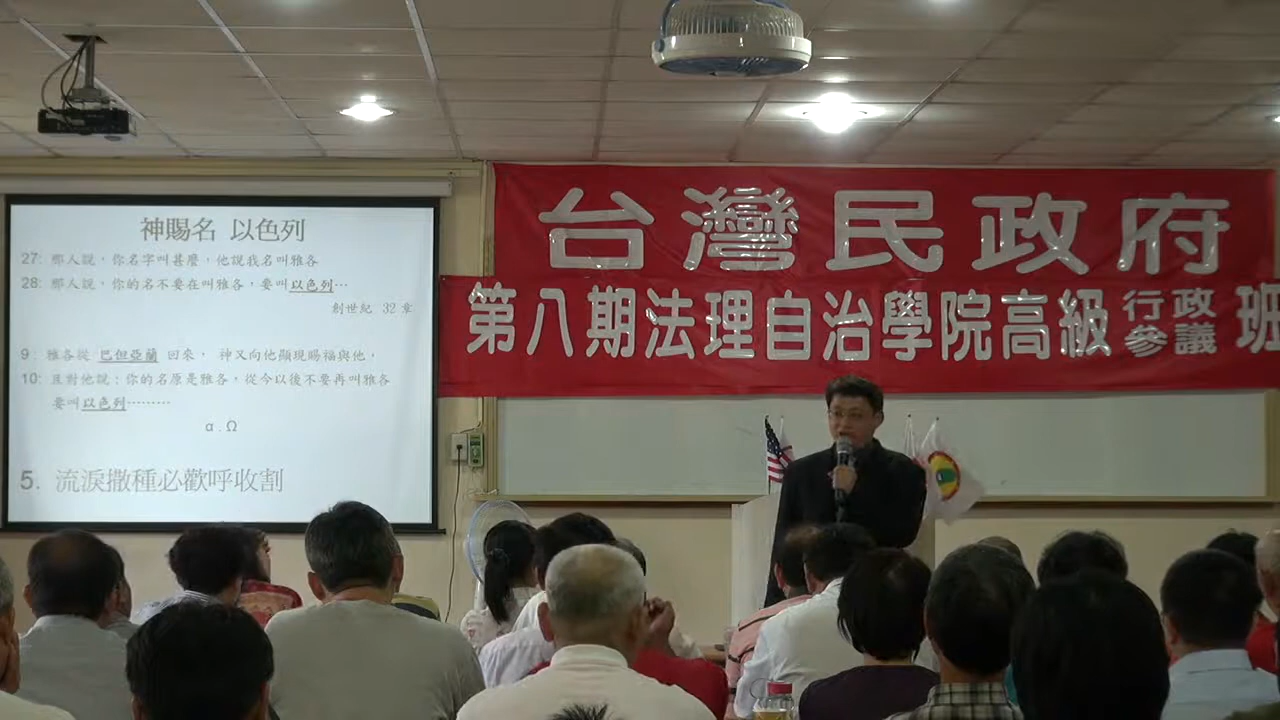 神賜名 以色列
27: 那人說，你名字叫甚麼，他說我名叫雅各
28: 那人說，你的名不要在叫雅各，要叫以色列…
創世紀 32 章
9: 雅各從 巴但亞蘭 回來， 神又向他顯現賜福與他，
10: 且對他說：你的名原是雅各，從今以後不要再叫雅各
要叫以色列………
α . Ω
5. 流淚撒種必歡呼收割
台灣民政府
第八期法理自治學院高級行政參議班